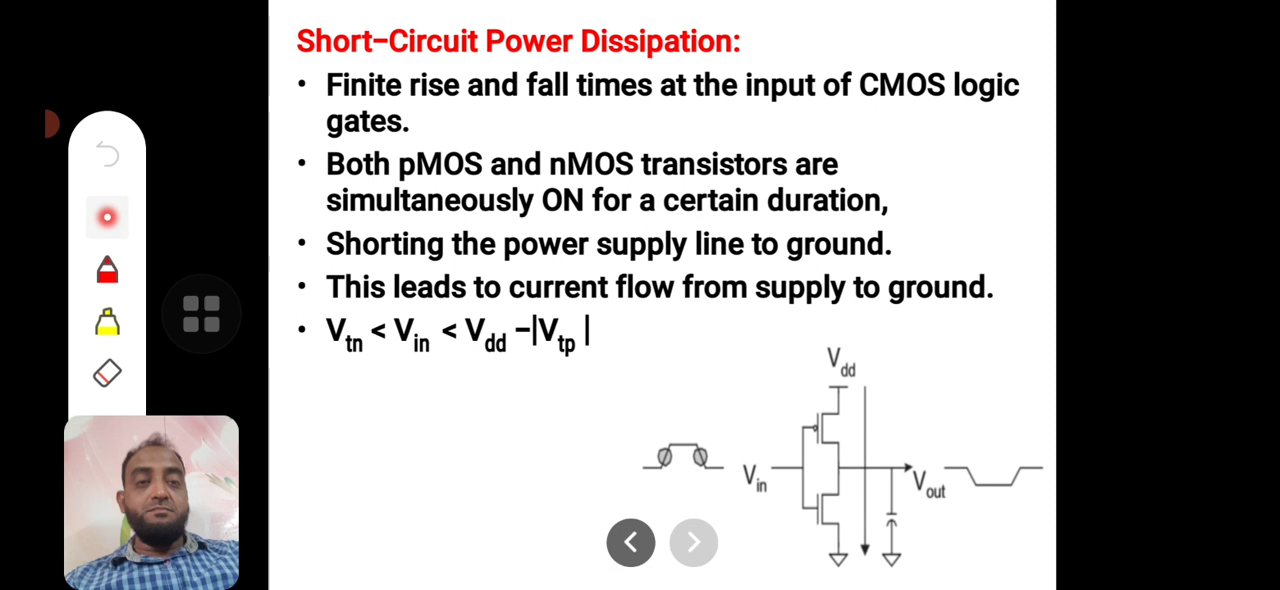 Short-Circuit Power Dissipation:
• Finite rise and fall times at the input of CMOS logic
gates.
• Both pMOS and nMOS transistors are
simultaneously ON for a certain duration,
• Shorting the power supply line to ground.
• This leads to current flow from supply to ground.
• Vtn < Vin < Vdd -|Vtp |
Vdd
Vin
Vout